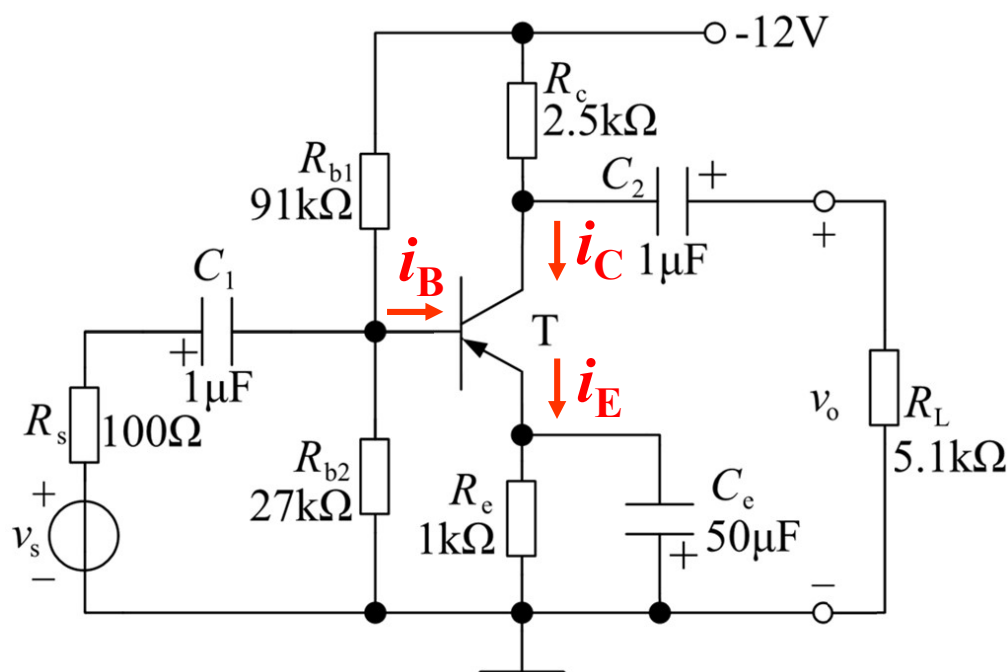 -12V
Rc
2.5kΩ
Rb1
91kΩ
C2
+
+
iC
1μF
iB
C1
+
1μF
T
iE
Rs
100Ω
vo
RL
5.1kΩ
Rb2
27kΩ
Re
1kΩ
Ce
50μF
+
+
vs
−
−